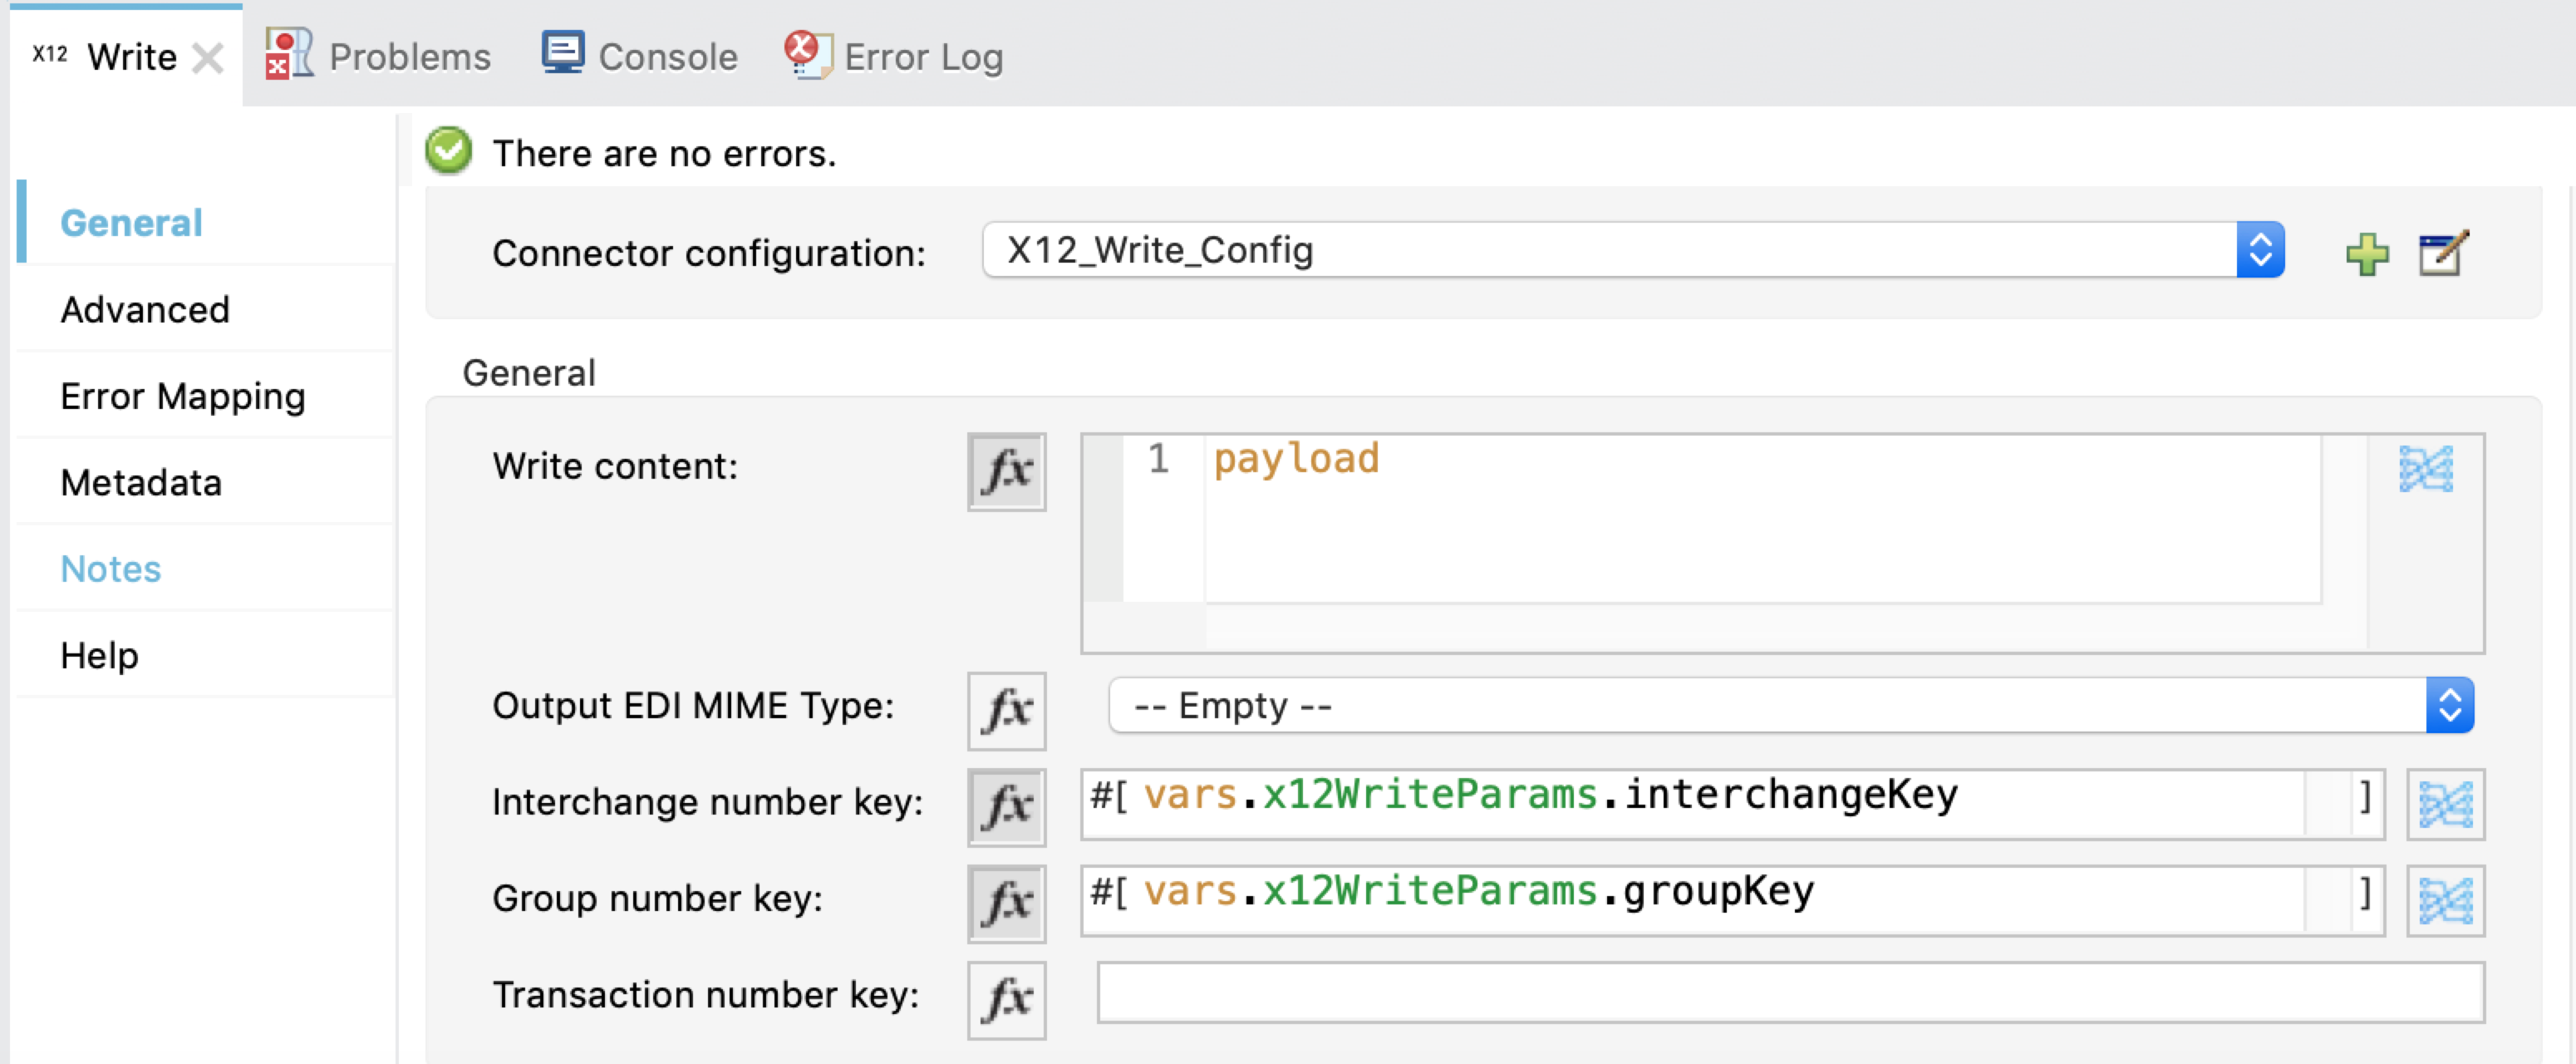 X12 Write Problems Console Error Log
There are no errors.
General
Advanced
Error Mapping
Metadata
Notes
Help
Connector configuration: X12_Write_Config
General
Write content: fx 1 payload
Output EDI MIME Type: fx -- Empty --
Interchange number key: fx #[ vars.x12WriteParams.interchangeKey ]
Group number key: fx #[ vars.x12WriteParams.groupKey ]
Transaction number key: fx